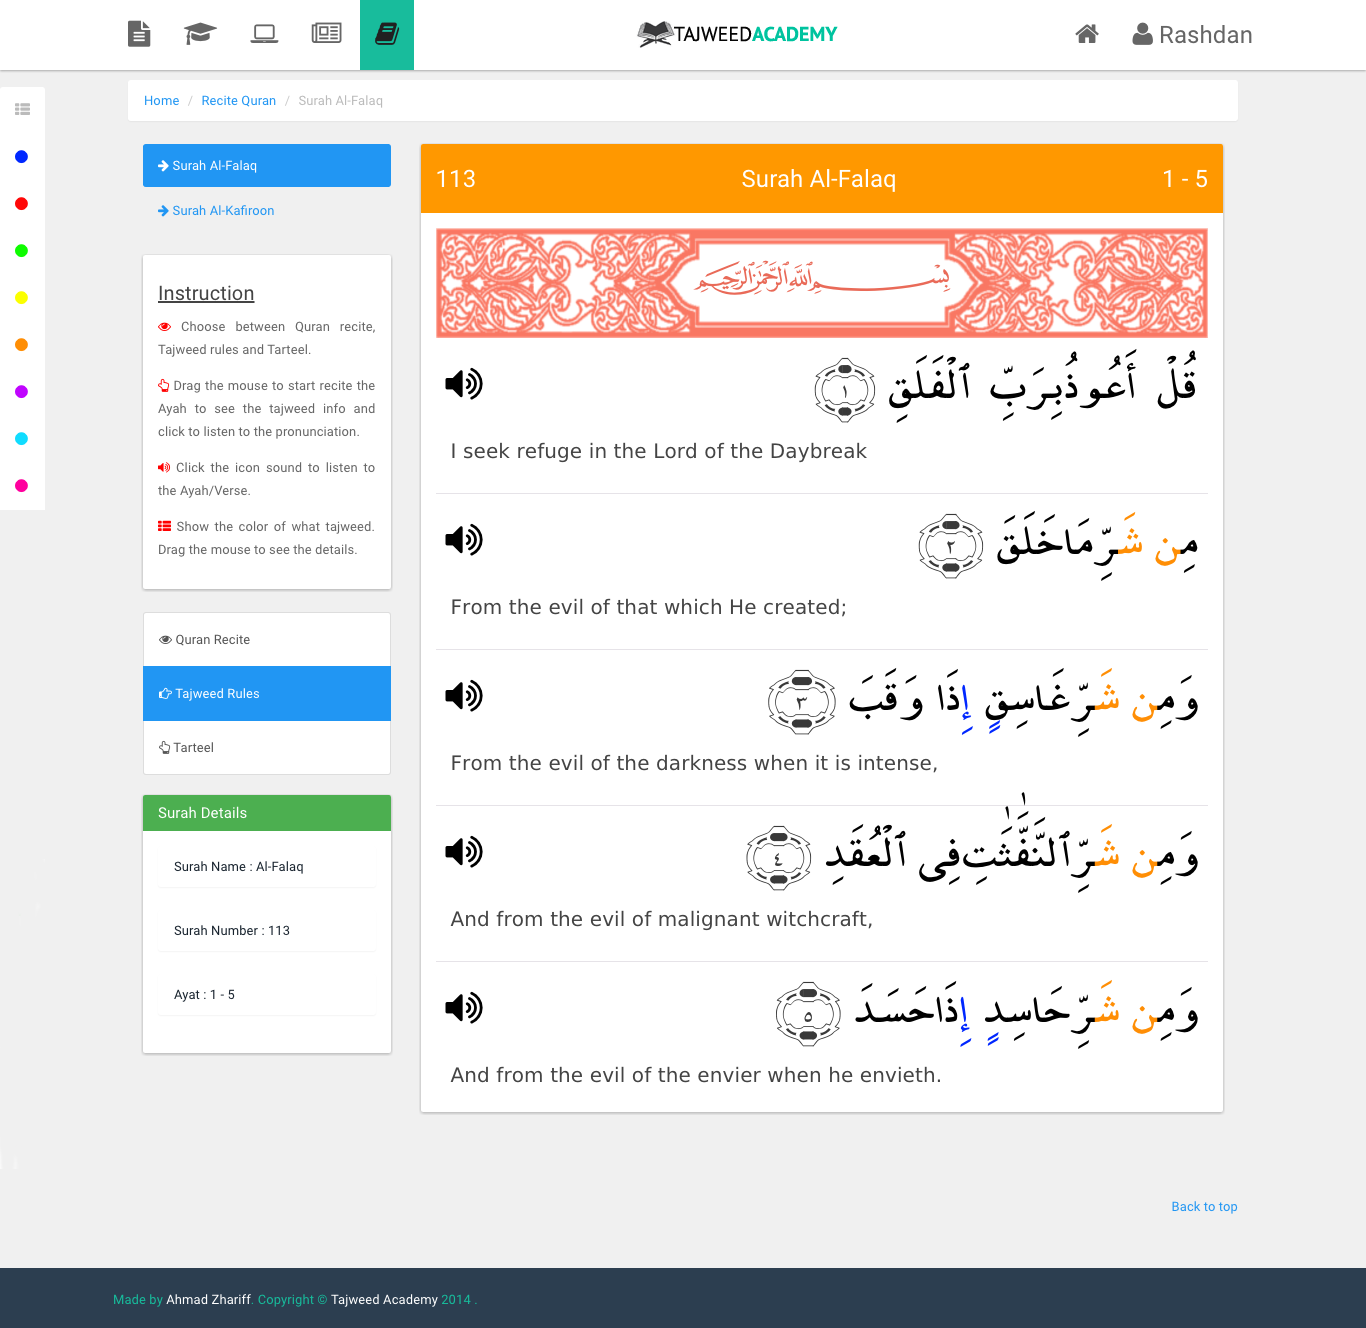 TAJWEEDACADEMY
Rashdan
Home / Recite Quran / Surah Al-Falaq
Surah Al-Falaq
Surah Al-Kafiroon
Instruction
Choose between Quran recite,
Tajweed rules and Tarteel.
Drag the mouse to start recite the
Ayah to see the tajweed info and
click to listen to the pronunciation.
Click the icon sound to listen to
the Ayah/Verse.
Show the color of what tajweed.
Drag the mouse to see the details.
Quran Recite
Tajweed Rules
Tarteel
Surah Details
Surah Name : Al-Falaq
Surah Number : 113
Ayat : 1 - 5
113 Surah Al-Falaq 1 - 5
بِسْمِ ٱللَّهِ ٱلرَّحْمَٰنِ ٱلرَّحِيمِ
قُلْ أَعُوذُ بِرَبِّ ٱلْفَلَقِ ١
I seek refuge in the Lord of the Daybreak
مِن شَرِّ مَا خَلَقَ ٢
From the evil of that which He created;
وَمِن شَرِّ غَاسِقٍ إِذَا وَقَبَ ٣
From the evil of the darkness when it is intense,
وَمِن شَرِّ ٱلنَّفَّٰثَٰتِ فِى ٱلْعُقَدِ ٤
And from the evil of malignant witchcraft,
وَمِن شَرِّ حَاسِدٍ إِذَا حَسَدَ ٥
And from the evil of the envier when he envieth.
Back to top
Made by Ahmad Zhariff. Copyright © Tajweed Academy 2014 .